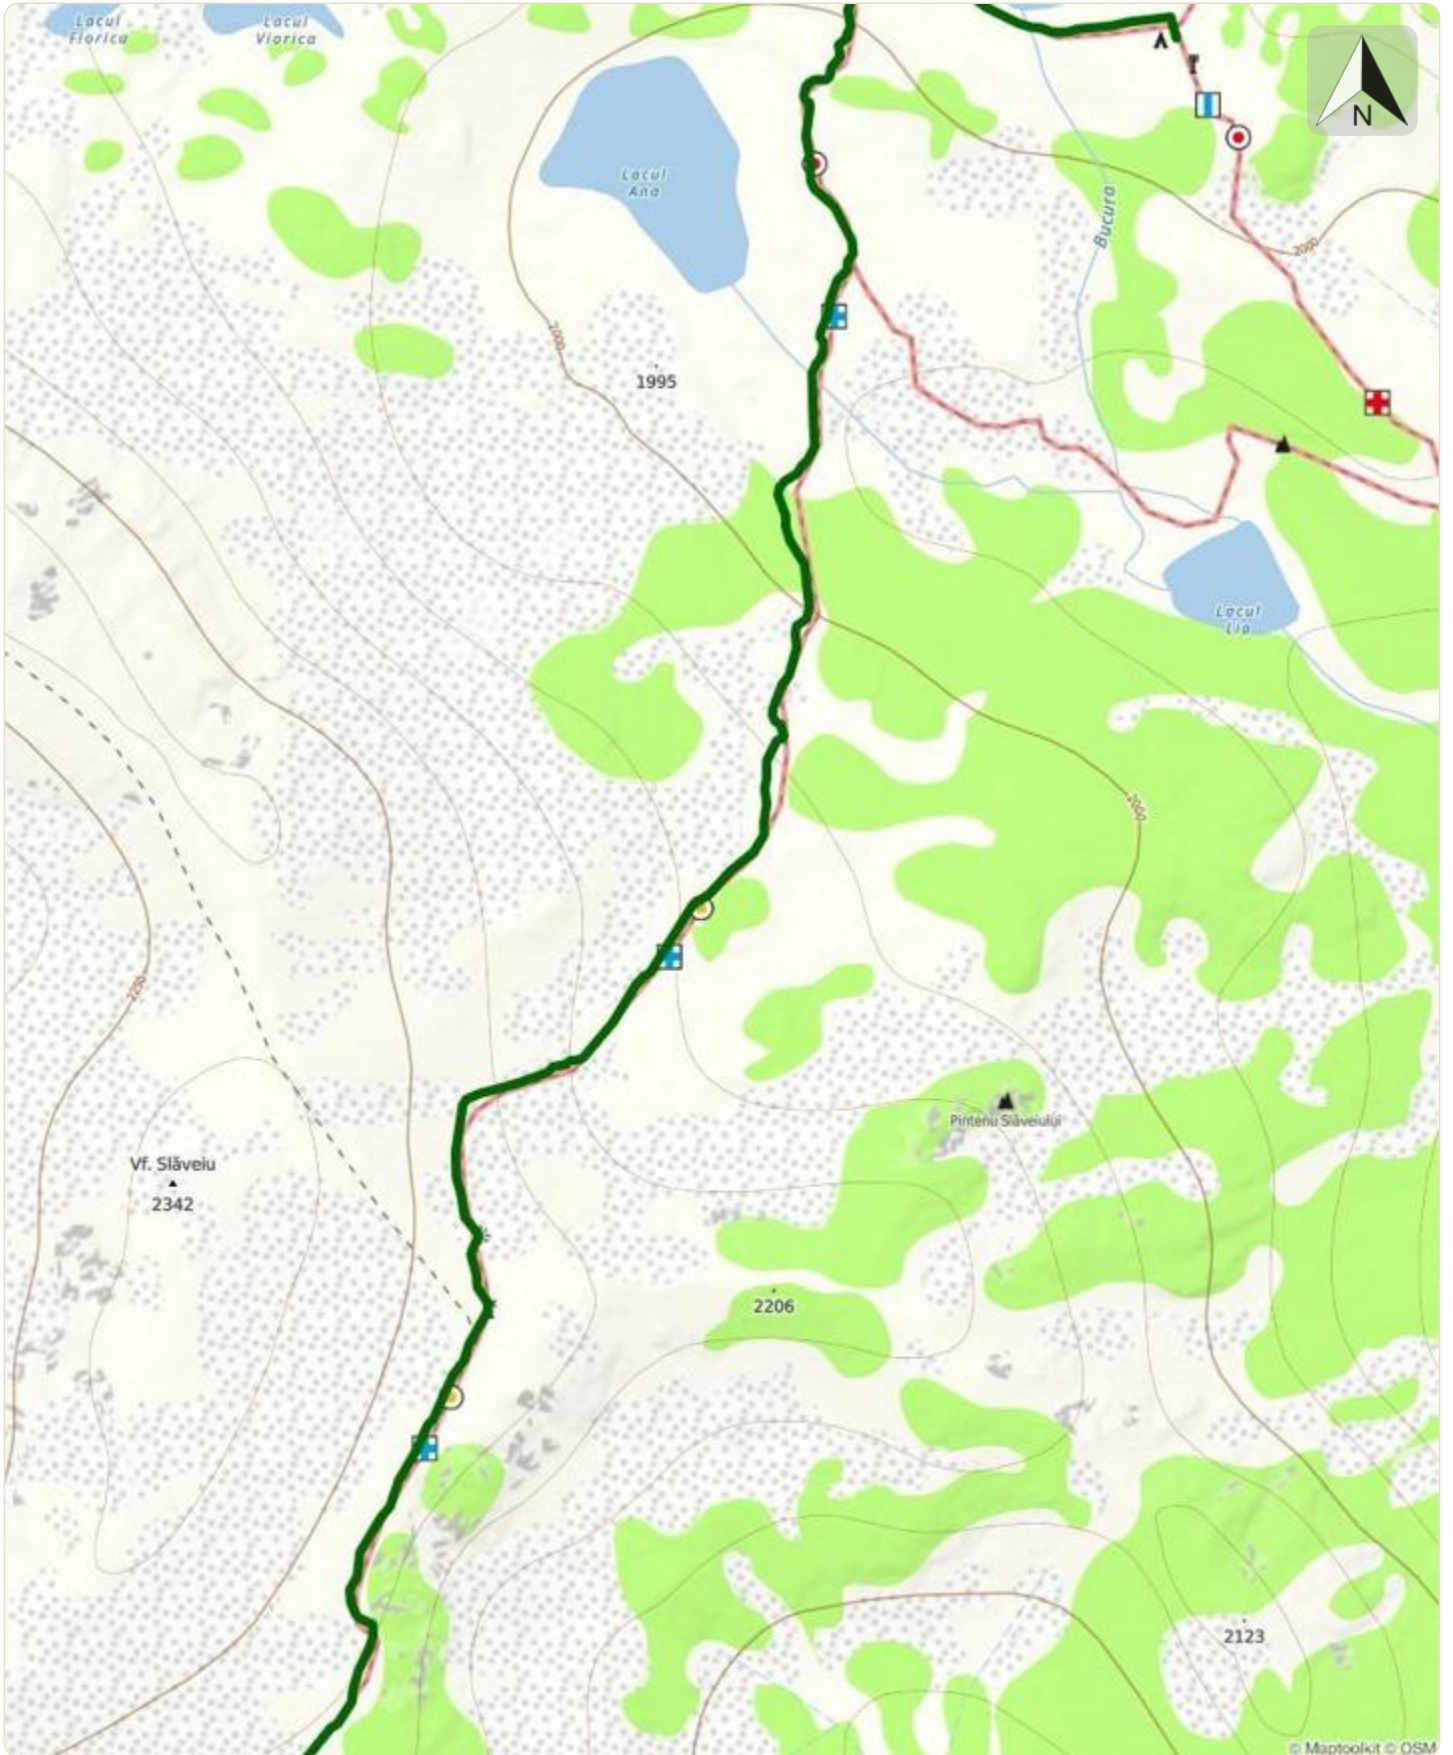 Lacul
Florica
Lacul
Viorica
N
Lacul
Ana
Bucura
2000
2000
1995
Lacul
Lia
2000
2200
Pintenu Slăveiului
Vf. Slăveiu
2342
2206
2123
© Maptoolkit © OSM